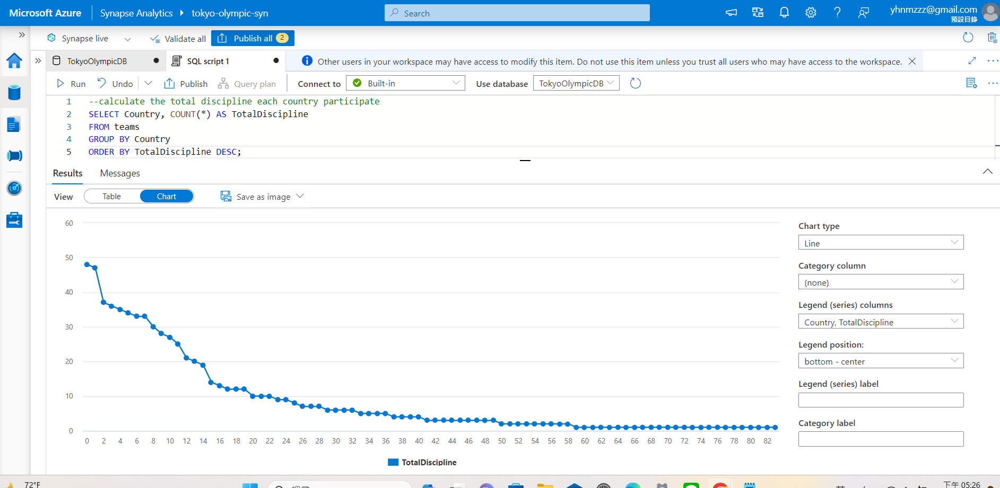 Microsoft Azure
Synapse Analytics
tokyo-olympic-syn
Search
yhnmzzz@gmail.com
預設目錄
Synapse live
Validate all
Publish all 2
TokyoOlympicDB
SQL script 1
Other users in your workspace may have access to modify this item. Do not use this item unless you trust all users who may have access to the workspace.
Run
Undo
Publish
Query plan
Connect to
Built-in
Use database
TokyoOlympicDB
1 --calculate the total discipline each country participate
2 SELECT Country, COUNT(*) AS TotalDiscipline
3 FROM teams
4 GROUP BY Country
5 ORDER BY TotalDiscipline DESC;
Results Messages
View Table Chart Save as image
60
50
40
30
20
10
0
0 2 4 6 8 10 12 14 16 18 20 22 24 26 28 30 32 34 36 38 40 42 44 46 48 50 52 54 56 58 60 62 64 66 68 70 72 74 76 78 80 82
TotalDiscipline
Chart type
Line
Category column
(none)
Legend (series) columns
Country, TotalDiscipline
Legend position:
bottom - center
Legend (series) label
Category label
72°F
下午 05:26